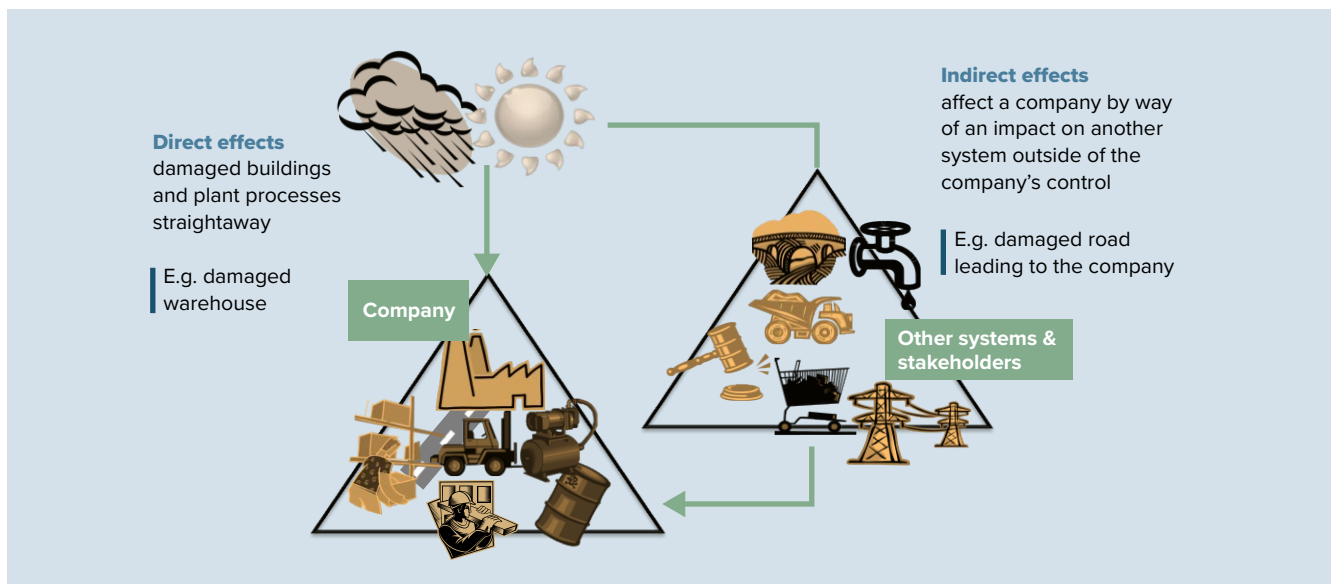 Direct effects
damaged buildings
and plant processes
straightaway
E.g. damaged
warehouse
Company
Indirect effects
affect a company by way
of an impact on another
system outside of the
company’s control
E.g. damaged road
leading to the company
Other systems &
stakeholders